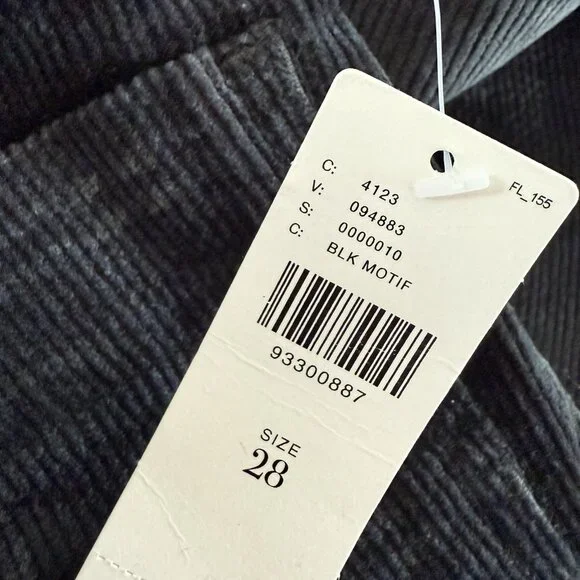 FL_155
C: 4123
V: 094883
S: 0000010
C: BLK MOTIF
93300887
SIZE
28